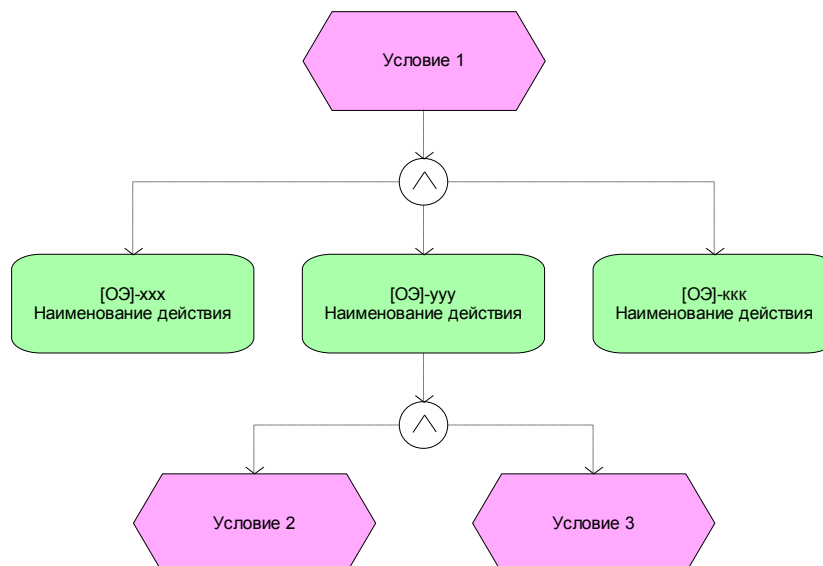 Условие 1
[ОЭ]-xxx
Наименование действия
[ОЭ]-yyy
Наименование действия
[ОЭ]-ккк
Наименование действия
Условие 2
Условие 3